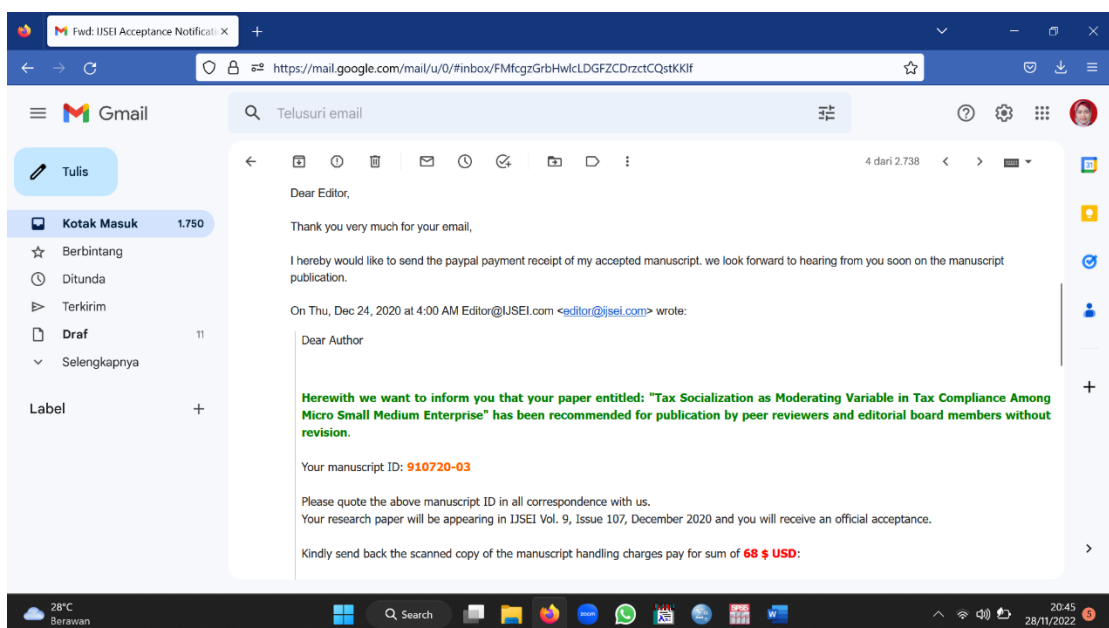 Fwd: IJSEI Acceptance Notificati
https://mail.google.com/mail/u/0/#inbox/FMfcgzGrbHwlcLDGFZCDrzctCQstKKlf
Gmail
Telusuri email
Tulis
4 dari 2.738
Kotak Masuk 1.750
Berbintang
Ditunda
Terkirim
Draf 11
Selengkapnya
Label
Dear Editor,
Thank you very much for your email,
I hereby would like to send the paypal payment receipt of my accepted manuscript. we look forward to hearing from you soon on the manuscript
publication.
On Thu, Dec 24, 2020 at 4:00 AM Editor@IJSEI.com <editor@ijsei.com> wrote:
Dear Author
Herewith we want to inform you that your paper entitled: "Tax Socialization as Moderating Variable in Tax Compliance Among
Micro Small Medium Enterprise" has been recommended for publication by peer reviewers and editorial board members without
revision.
Your manuscript ID: 910720-03
Please quote the above manuscript ID in all correspondence with us.
Your research paper will be appearing in IJSEI Vol. 9, Issue 107, December 2020 and you will receive an official acceptance.
Kindly send back the scanned copy of the manuscript handling charges pay for sum of 68 $ USD:
31
28°C
Berawan
Search
zoom
SPSS
W
20:45
28/11/2022
5